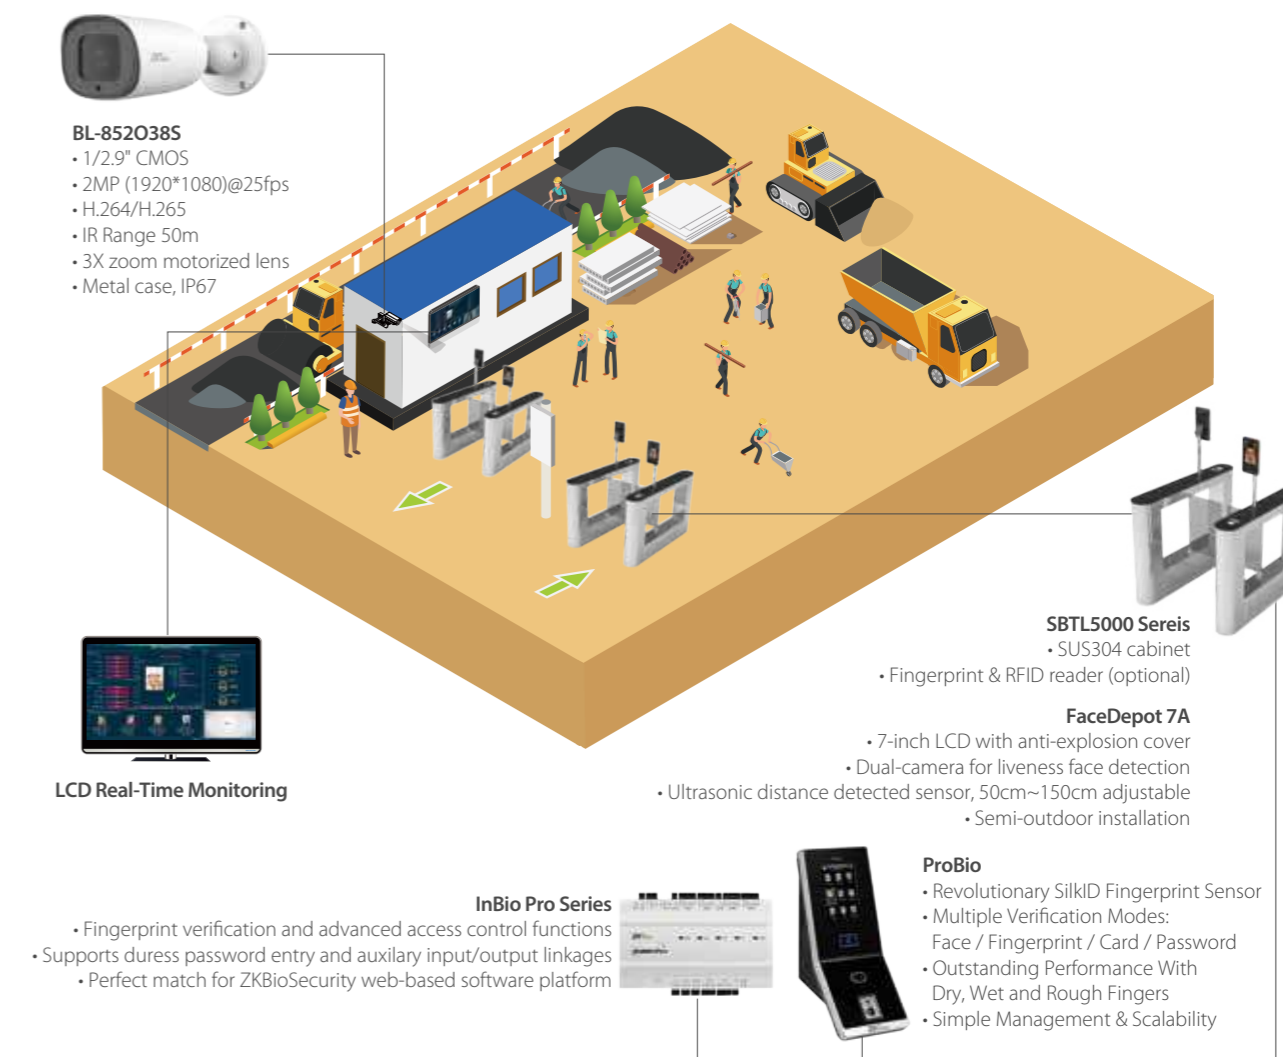 BL-852O38S
• 1/2.9" CMOS
• 2MP (1920*1080)@25fps
• H.264/H.265
• IR Range 50m
• 3X zoom motorized lens
• Metal case, IP67
SBTL5000 Sereis
• SUS304 cabinet
• Fingerprint & RFID reader (optional)
FaceDepot 7A
• 7-inch LCD with anti-explosion cover
• Dual-camera for liveness face detection
• Ultrasonic distance detected sensor, 50cm~150cm adjustable
• Semi-outdoor installation
LCD Real-Time Monitoring
InBio Pro Series
• Fingerprint verification and advanced access control functions
• Supports duress password entry and auxilary input/output linkages
• Perfect match for ZKBioSecurity web-based software platform
ProBio
• Revolutionary SilkID Fingerprint Sensor
• Multiple Verification Modes:
Face / Fingerprint / Card / Password
• Outstanding Performance With
Dry, Wet and Rough Fingers
• Simple Management & Scalability